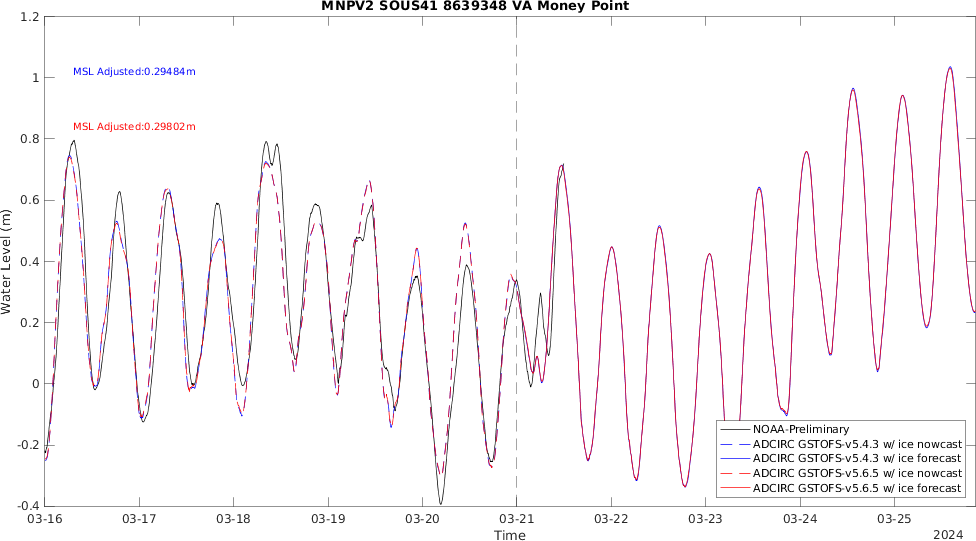 MNPV2 SOUS41 8639348 VA Money Point
1.2
1
0.8
0.6
0.4
0.2
0
-0.2
-0.4
Water Level (m)
MSL Adjusted:0.29484m
MSL Adjusted:0.29802m
NOAA-Preliminary
ADCIRC GSTOFS-v5.4.3 w/ ice nowcast
ADCIRC GSTOFS-v5.4.3 w/ ice forecast
ADCIRC GSTOFS-v5.6.5 w/ ice nowcast
ADCIRC GSTOFS-v5.6.5 w/ ice forecast
03-16 03-17 03-18 03-19 03-20 03-21 03-22 03-23 03-24 03-25
Time
2024